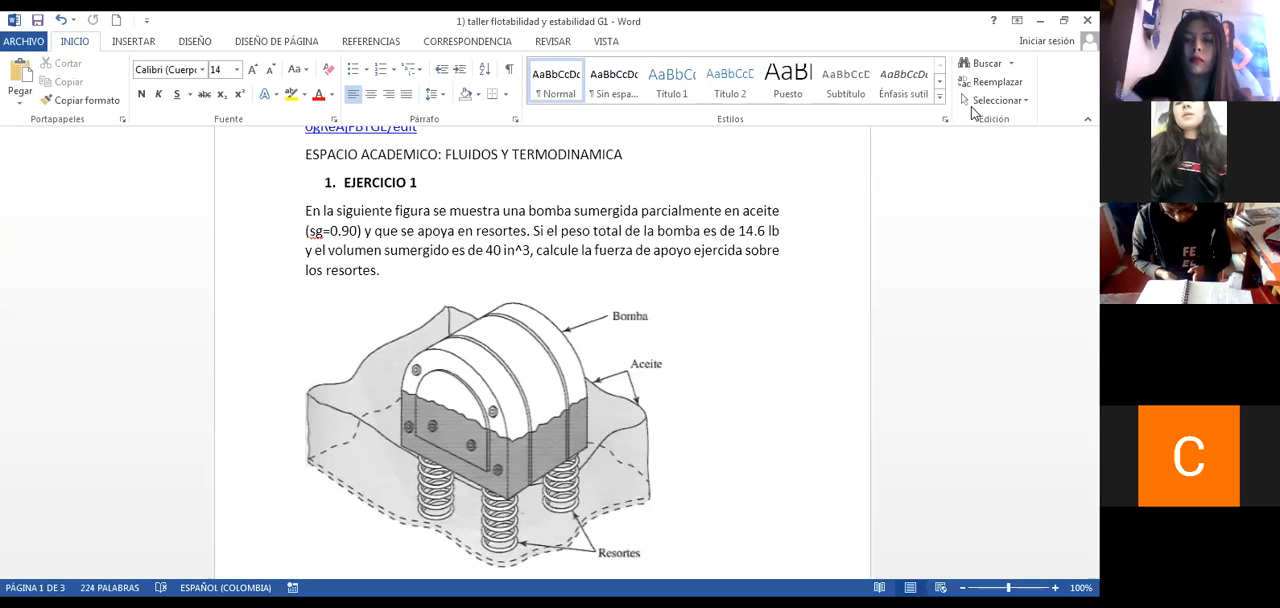 1) taller flotabilidad y estabilidad G1 - Word
ARCHIVO INICIO INSERTAR DISEÑO DISEÑO DE PÁGINA REFERENCIAS CORRESPONDENCIA REVISAR VISTA Iniciar sesión
Pegar
Cortar
Copiar
Copiar formato
Portapapeles
Calibri (Cuerpo 14 Aa
N K S abc x₂ x²
Fuente
Párrafo
AaBbCcDc AaBbCcDc AaBbCc AaBbCcE AaBl AaBbCcD AaBbCcDc
¶ Normal ¶ Sin espa... Título 1 Título 2 Puesto Subtítulo Énfasis sutil
Estilos
Buscar
Reemplazar
Seleccionar
Edición
ESPACIO ACADEMICO: FLUIDOS Y TERMODINAMICA
1. EJERCICIO 1
En la siguiente figura se muestra una bomba sumergida parcialmente en aceite
(sg=0.90) y que se apoya en resortes. Si el peso total de la bomba es de 14.6 lb
y el volumen sumergido es de 40 in^3, calcule la fuerza de apoyo ejercida sobre
los resortes.
Bomba
Aceite
Resortes
PÁGINA 1 DE 3 224 PALABRAS ESPAÑOL (COLOMBIA) 100%
C